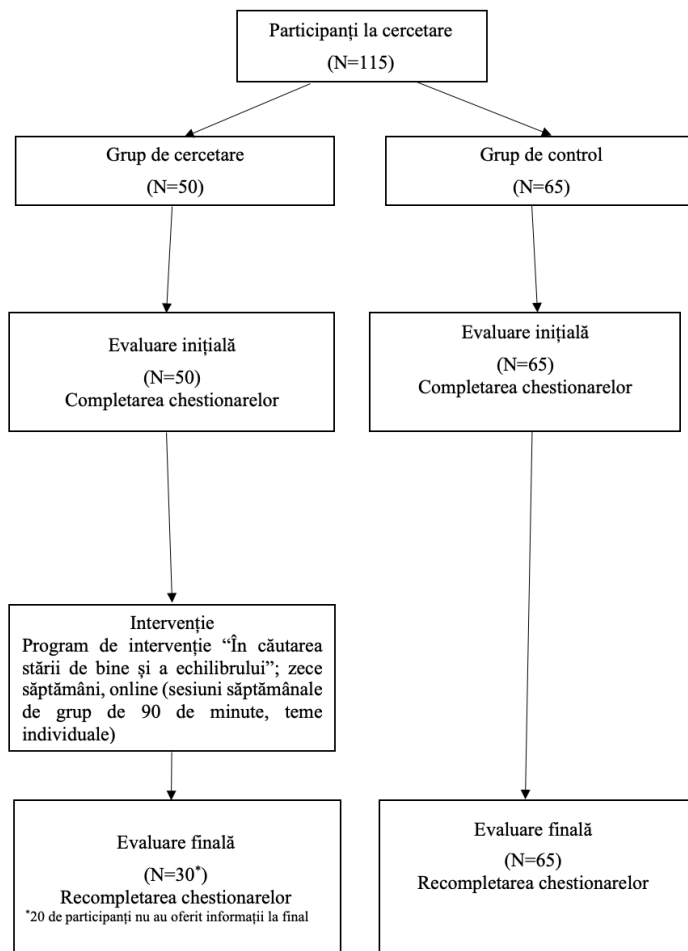 Participanți la cercetare
(N=115)
Grup de cercetare
(N=50)
Grup de control
(N=65)
Evaluare inițială
(N=50)
Completarea chestionarelor
Evaluare inițială
(N=65)
Completarea chestionarelor
Intervenție
Program de intervenție “În căutarea
stării de bine și a echilibrului”; zece
săptămâni, online (sesiuni săptămânale
de grup de 90 de minute, teme
individuale)
Evaluare finală
(N=30*)
Recompletarea chestionarelor
*20 de participanți nu au oferit informații la final
Evaluare finală
(N=65)
Recompletarea chestionarelor